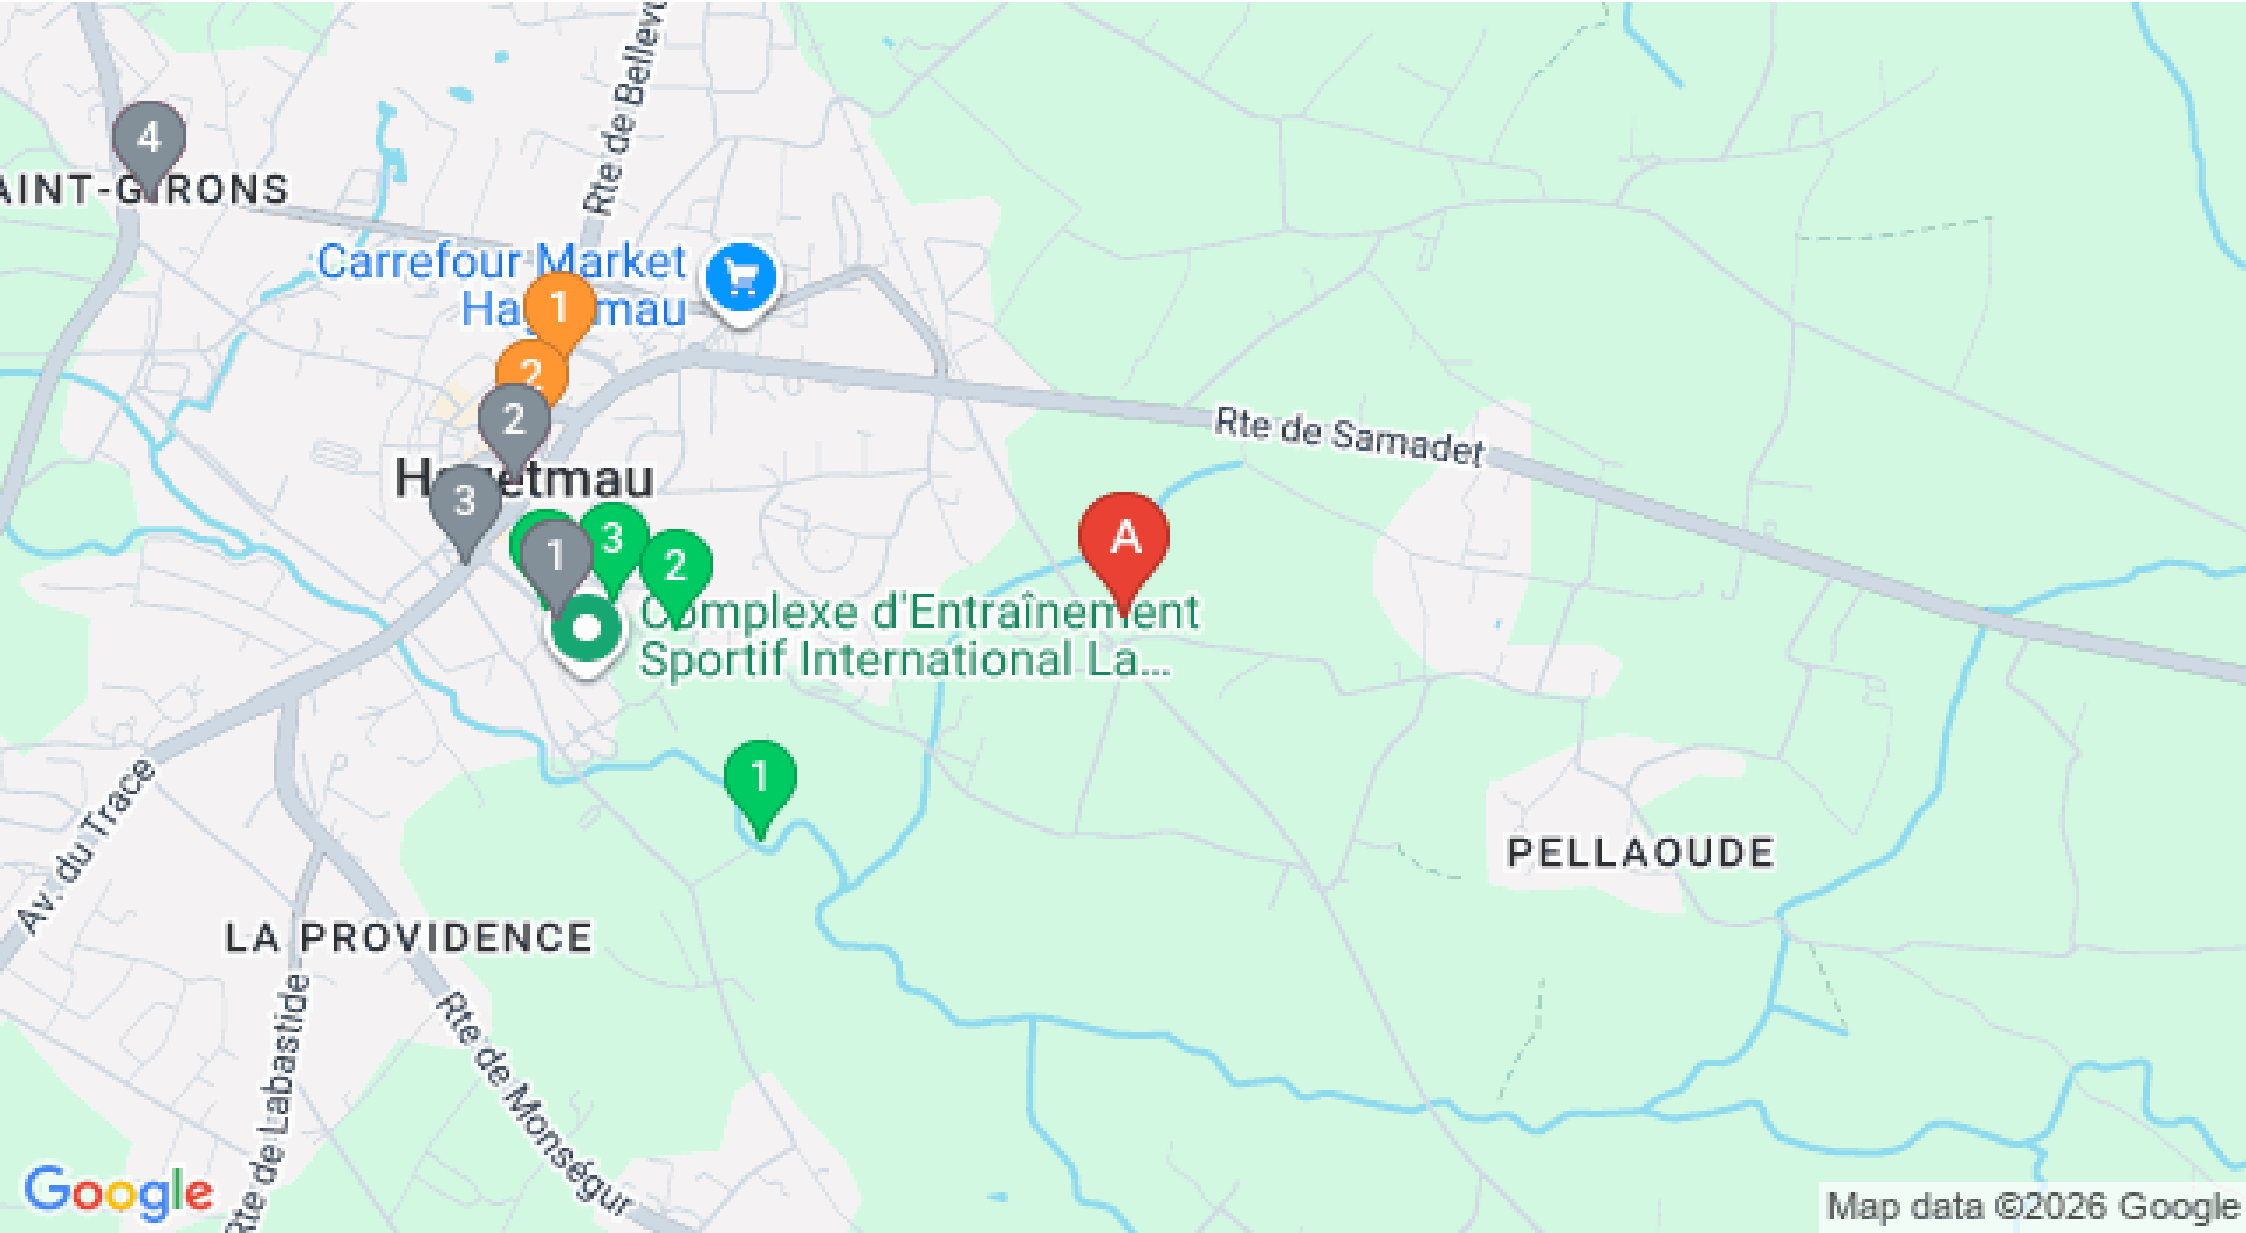 Rte de Bellev
4
AINT-GIRONS
Carrefour Market
Ha mau
1
2
2
Rte de Samadet
H etmau
3
1
3
2
A
Complexe d'Entraînement
Sportif International La...
1
Av. du Trace
PELLAOUDE
LA PROVIDENCE
Rte de Labastide
Rte de Monségur
Google
Map data ©2026 Google